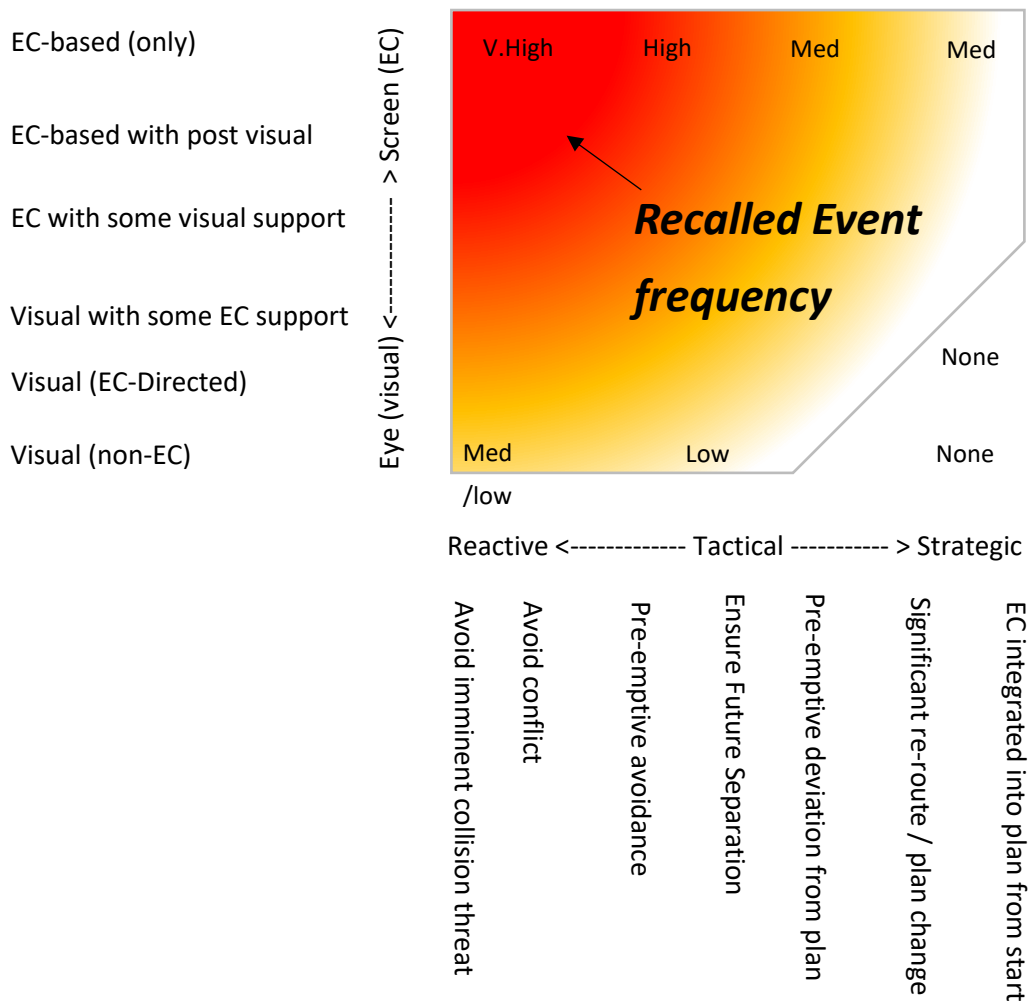 EC-based (only)
EC-based with post visual
EC with some visual support
Visual with some EC support
Visual (EC-Directed)
Visual (non-EC)
Eye (visual) <------------ > Screen (EC)
V.High
High
Med
Med
Recalled Event
frequency
None
Med
/low
Low
None
Reactive <------------- Tactical ----------- > Strategic
Avoid imminent collision threat
Avoid conflict
Pre-emptive avoidance
Ensure Future Separation
Pre-emptive deviation from plan
Significant re-route / plan change
EC integrated into plan from start